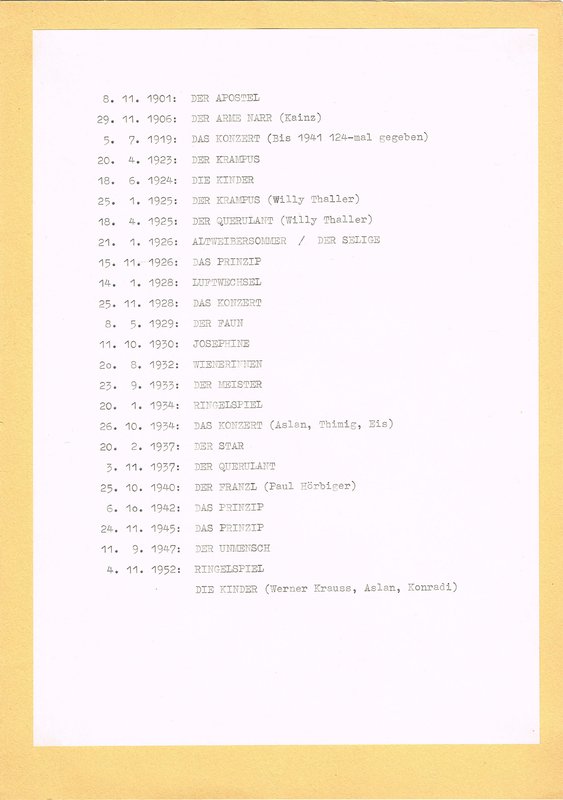 8. 11. 1901: DER APOSTEL
29. 11. 1906: DER ARME NARR (Kainz)
5. 7. 1919: DAS KONZERT (Bis 1941 124-mal gegeben)
20. 4. 1923: DER KRAMPUS
18. 6. 1924: DIE KINDER
25. 1. 1925: DER KRAMPUS (Willy Thaller)
18. 4. 1925: DER QUERULANT (Willy Thaller)
21. 1. 1926: ALTWEIBERSOMMER / DER SELIGE
15. 11. 1926: DAS PRINZIP
14. 1. 1928: LUFTWECHSEL
25. 11. 1928: DAS KONZERT
8. 5. 1929: DER FAUN
11. 10. 1930: JOSEPHINE
2o. 8. 1932: WIENERINNEN
23. 9. 1933: DER MEISTER
20. 1. 1934: RINGELSPIEL
26. 10. 1934: DAS KONZERT (Aslan, Thimig, Eis)
20. 2. 1937: DER STAR
3. 11. 1937: DER QUERULANT
25. 10. 1940: DER FRANZL (Paul Hörbiger)
6. 1o. 1942: DAS PRINZIP
24. 11. 1945: DAS PRINZIP
11. 9. 1947: DER UNMENSCH
4. 11. 1952: RINGELSPIEL
DIE KINDER (Werner Krauss, Aslan, Konradi)